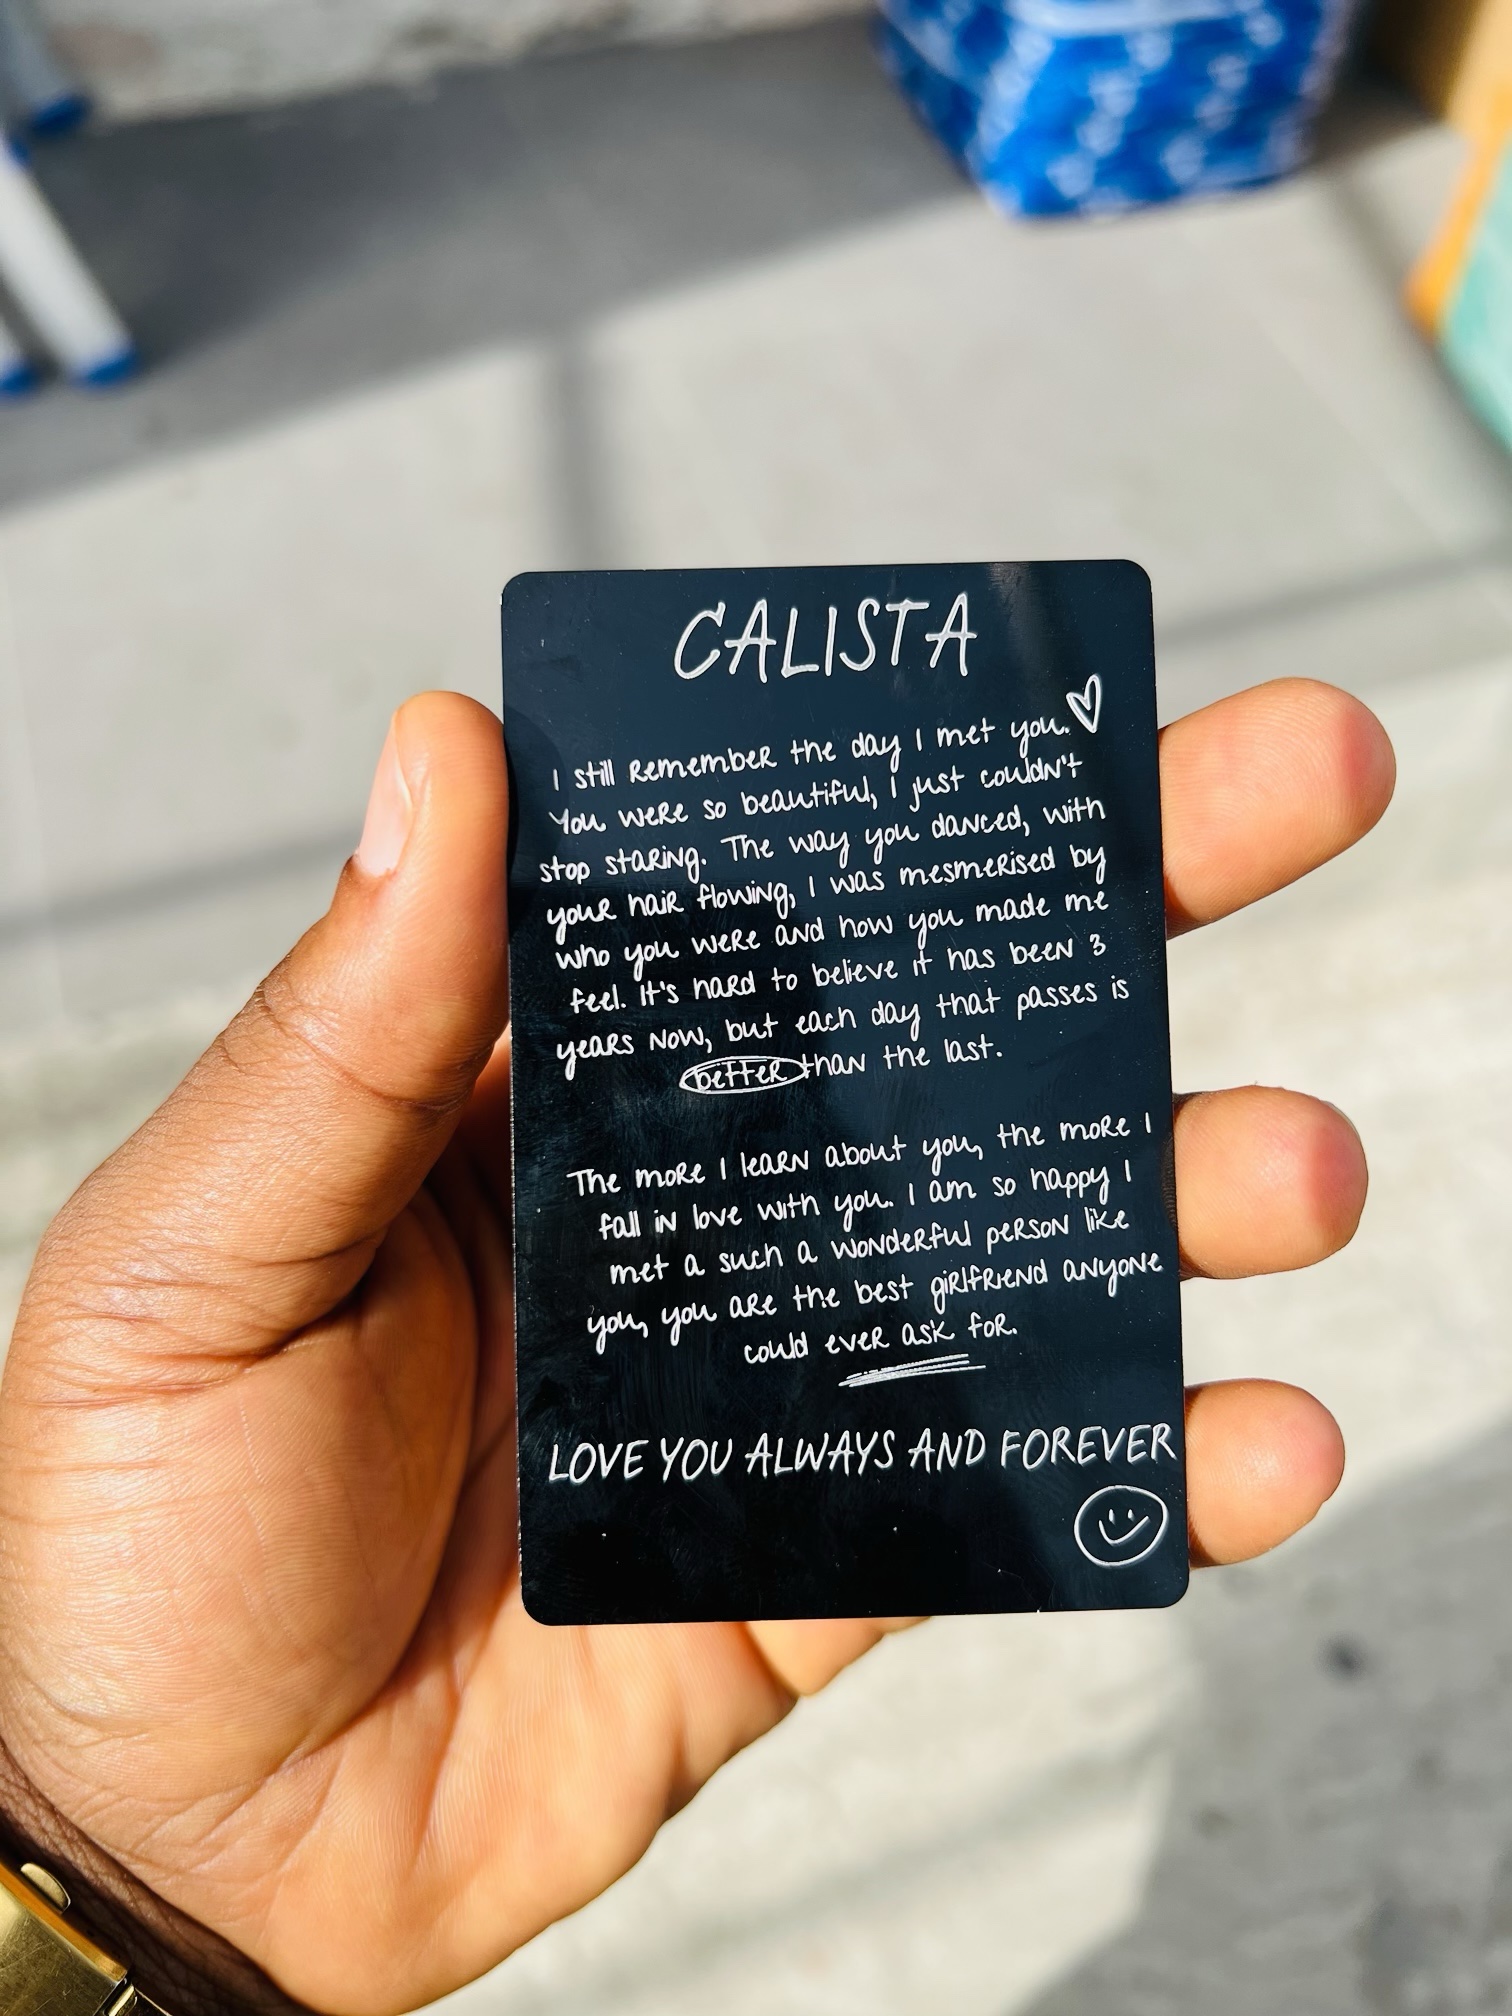 CALISTA
I still remember the day I met you.
You were so beautiful, I just couldn't
stop staring. The way you danced, with
your hair flowing, I was mesmerised by
who you were and how you made me
feel. It's hard to believe it has been 3
years now, but each day that passes is
better than the last.
The more I learn about you, the more I
fall in love with you. I am so happy I
met a such a wonderful person like
you, you are the best girlfriend anyone
could ever ask for.
LOVE YOU ALWAYS AND FOREVER